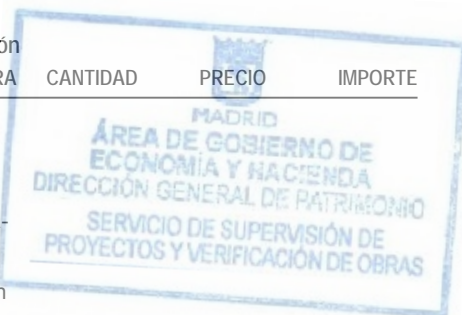 ón
RA CANTIDAD PRECIO IMPORTE
MADRID
ÁREA DE GOBIERNO DE
ECONOMÍA Y HACIENDA
DIRECCIÓN GENERAL DE PATRIMONIO
SERVICIO DE SUPERVISIÓN DE
-
PROYECTOS Y VERIFICACIÓN DE OBRAS
n